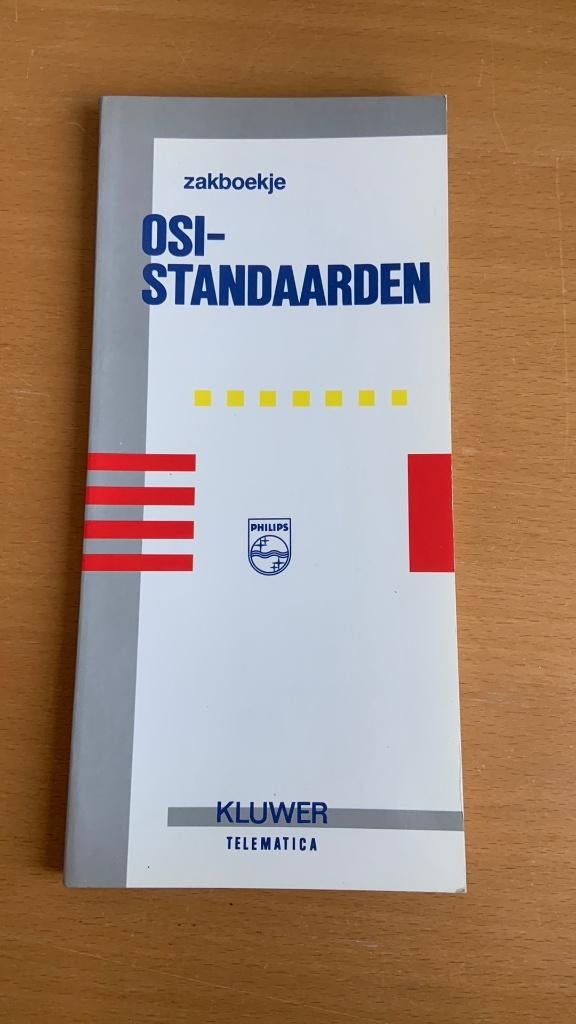 zakboekje
OSI-
STANDAARDEN
PHILIPS
KLUWER
TELEMATICA